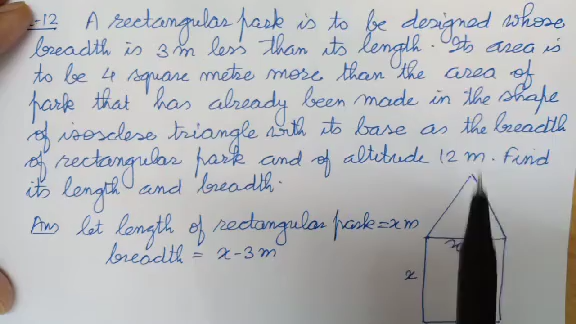 -12 A rectangular park is to be designed whose
breadth is 3 m less than its length. Its area is
to be 4 square metre more than the area of
park that has already been made in the shape
of isosclese triangle with its base as the breadth
of rectangular park and of altitude 12 m. Find
its length and breadth.
Ans let length of rectangular park = x m
breadth = x-3 m
x
x